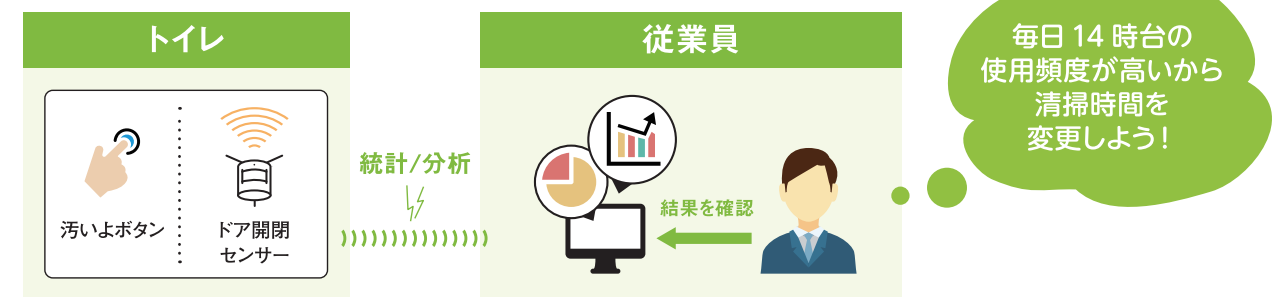 トイレ
汚いよボタン
ドア開閉
センサー
統計/分析
従業員
結果を確認
毎日14時台の
使用頻度が高いから
清掃時間を
変更しよう!